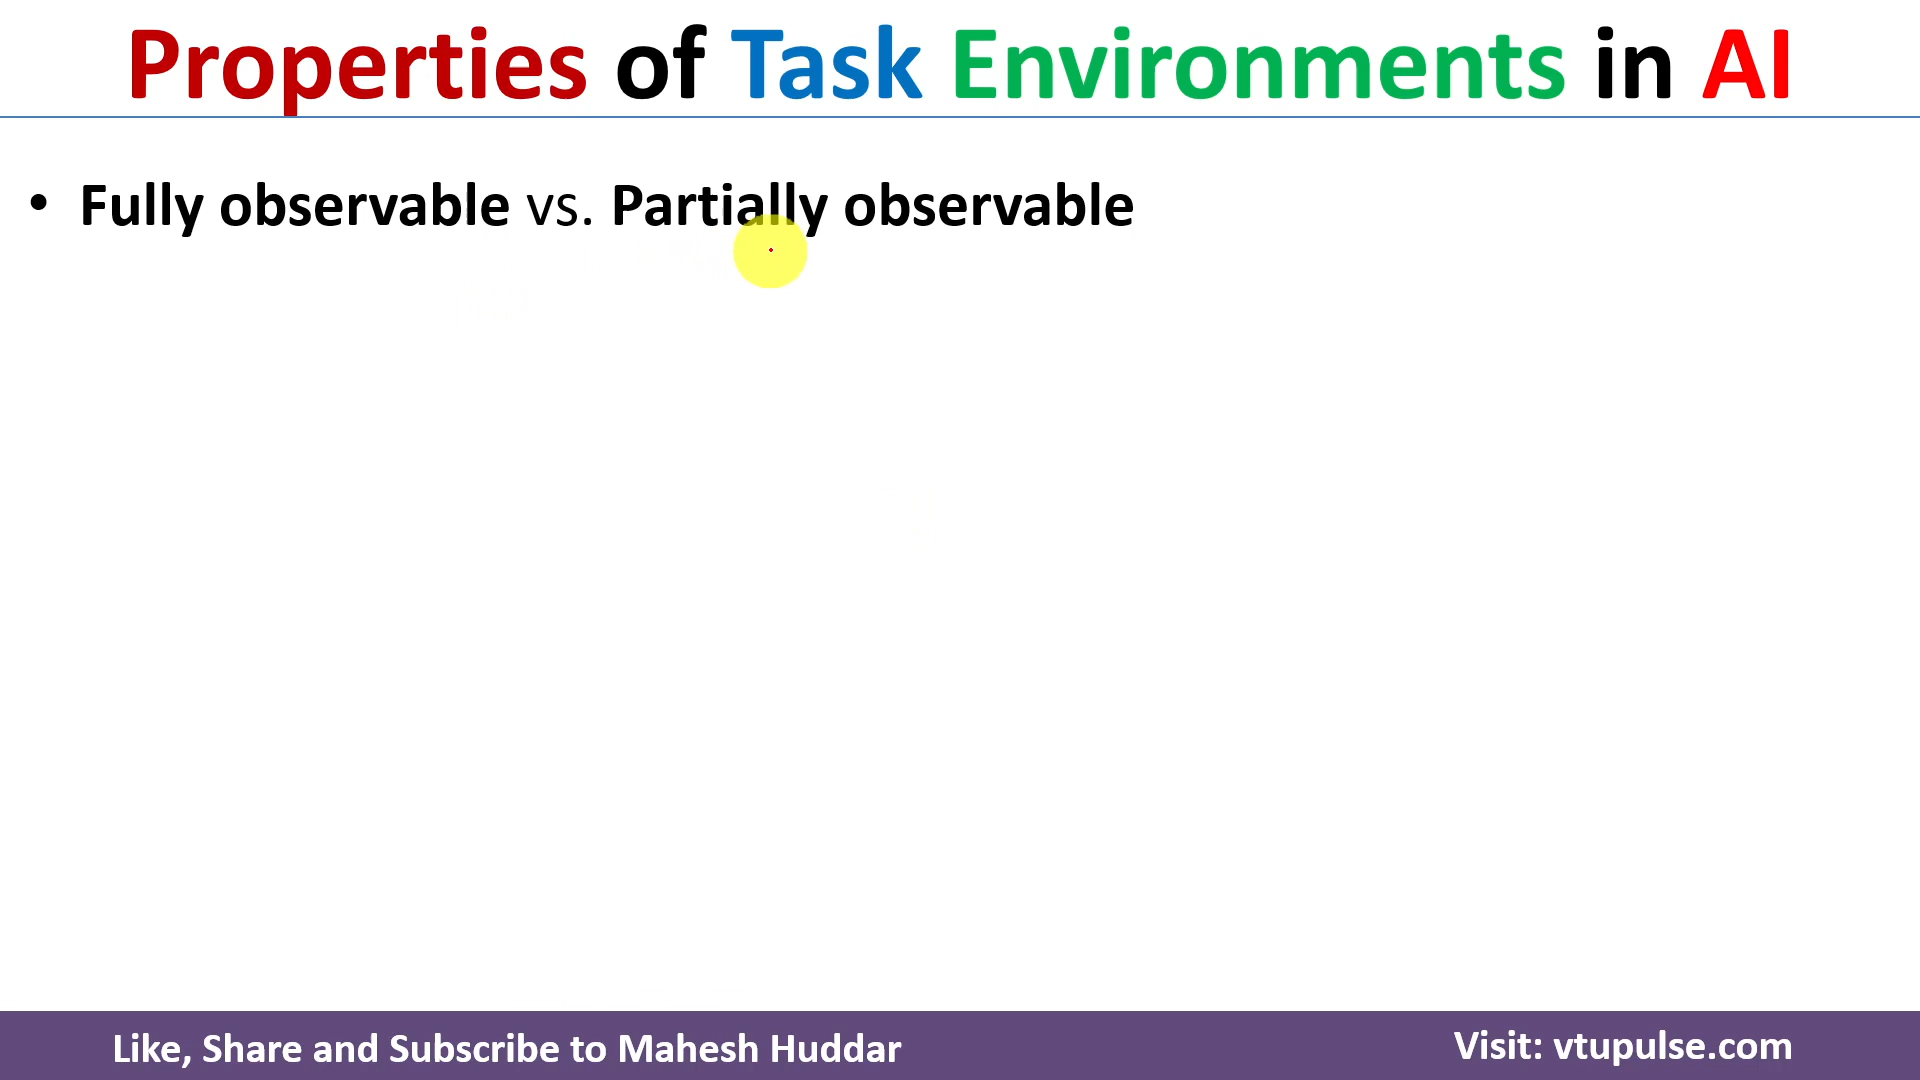 Properties of Task Environments in AI
• Fully observable vs. Partially observable
Like, Share and Subscribe to Mahesh Huddar
Visit: vtupulse.com